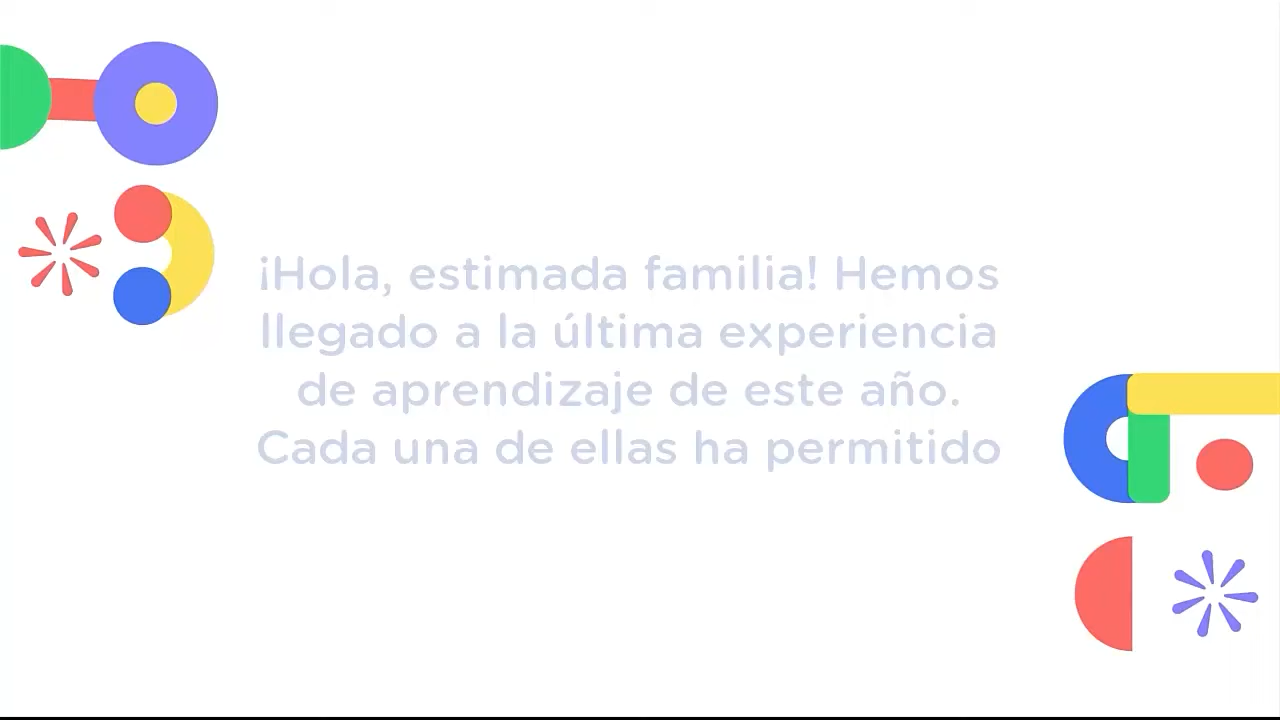 ¡Hola, estimada familia! Hemos
llegado a la última experiencia
de aprendizaje de este año.
Cada una de ellas ha permitido